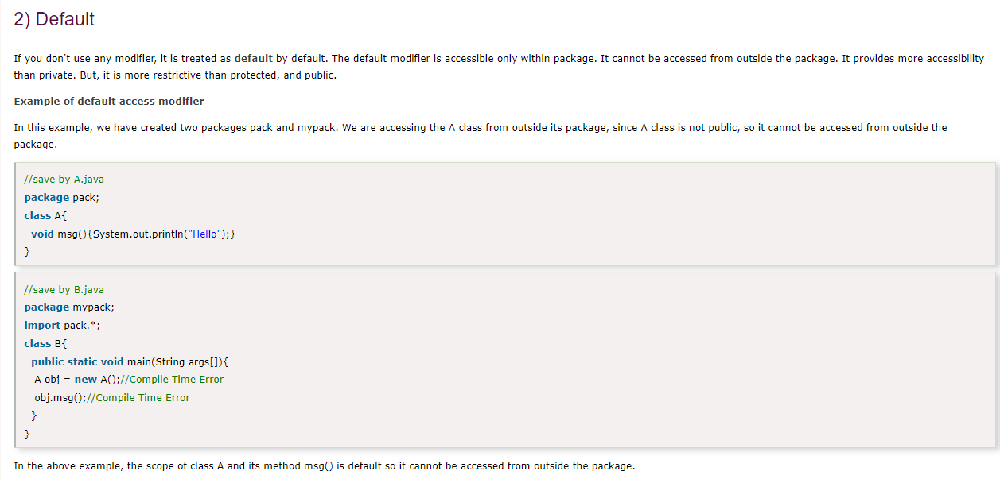 2) Default
If you don't use any modifier, it is treated as default by default. The default modifier is accessible only within package. It cannot be accessed from outside the package. It provides more accessibility
than private. But, it is more restrictive than protected, and public.
Example of default access modifier
In this example, we have created two packages pack and mypack. We are accessing the A class from outside its package, since A class is not public, so it cannot be accessed from outside the
package.
//save by A.java
package pack;
class A{
  void msg(){System.out.println("Hello");}
}
//save by B.java
package mypack;
import pack.*;
class B{
  public static void main(String args[]){
   A obj = new A();//Compile Time Error
   obj.msg();//Compile Time Error
  }
}
In the above example, the scope of class A and its method msg() is default so it cannot be accessed from outside the package.